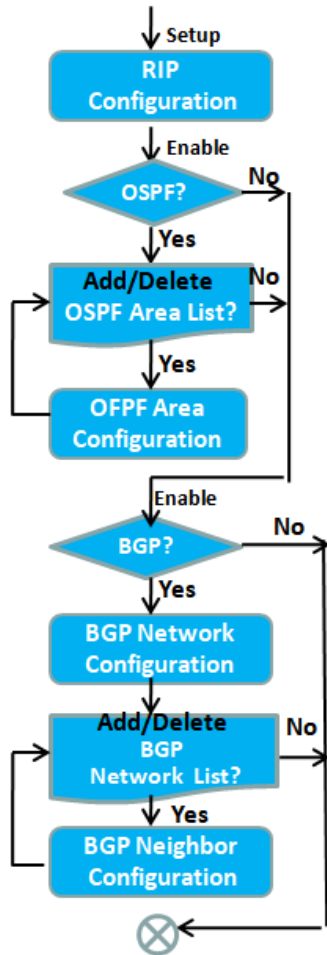 Setup
RIP
Configuration
Enable
OSPF?
No
Yes
Add/Delete
No
OSPF Area List?
Yes
OFPF Area
Configuration
Enable
No
BGP?
Yes
BGP Network
Configuration
Add/Delete
No
BGP
Network List?
Yes
BGP Neighbor
Configuration